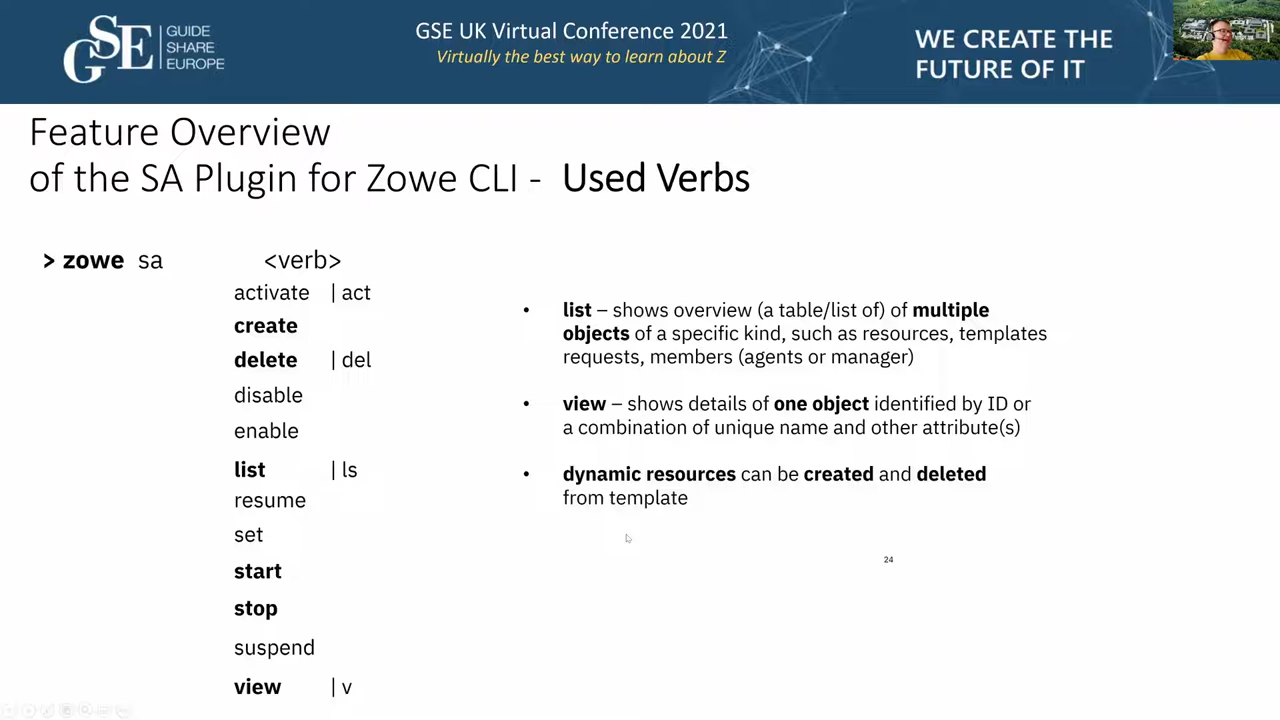 GSE
GUIDE
SHARE
EUROPE
GSE UK Virtual Conference 2021
Virtually the best way to learn about Z
WE CREATE THE
FUTURE OF IT
Feature Overview
of the SA Plugin for Zowe CLI - Used Verbs
> zowe sa <verb>
activate | act
create
delete | del
disable
enable
list | ls
resume
set
start
stop
suspend
view | v
• list – shows overview (a table/list of) of multiple
objects of a specific kind, such as resources, templates
requests, members (agents or manager)
• view – shows details of one object identified by ID or
a combination of unique name and other attribute(s)
• dynamic resources can be created and deleted
from template
24